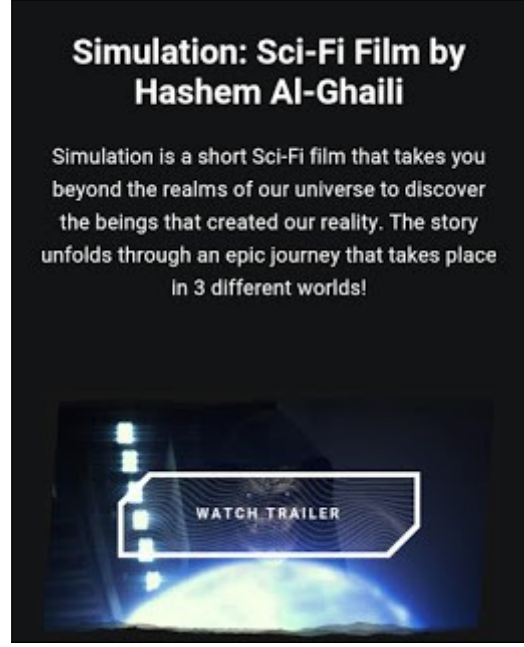 Simulation: Sci-Fi Film by
Hashem Al-Ghaili
Simulation is a short Sci-Fi film that takes you
beyond the realms of our universe to discover
the beings that created our reality. The story
unfolds through an epic journey that takes place
in 3 different worlds!
WATCH TRAILER